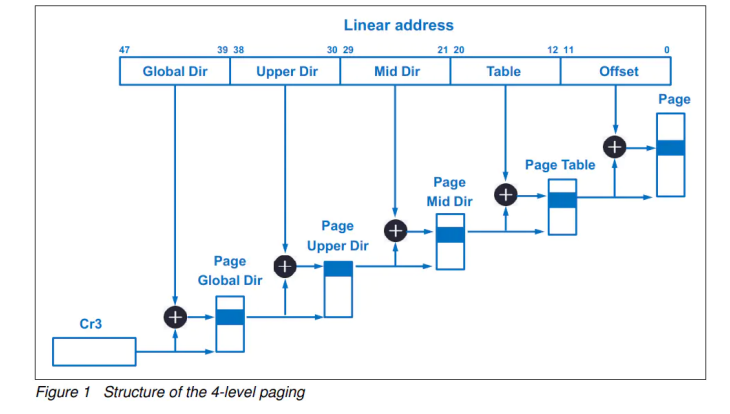 Linear address
47 39 38 30 29 21 20 12 11 0
Global Dir Upper Dir Mid Dir Table Offset
Page
Page Table
Page
Mid Dir
Page
Upper Dir
Page
Global Dir
Cr3
Figure 1 Structure of the 4-level paging